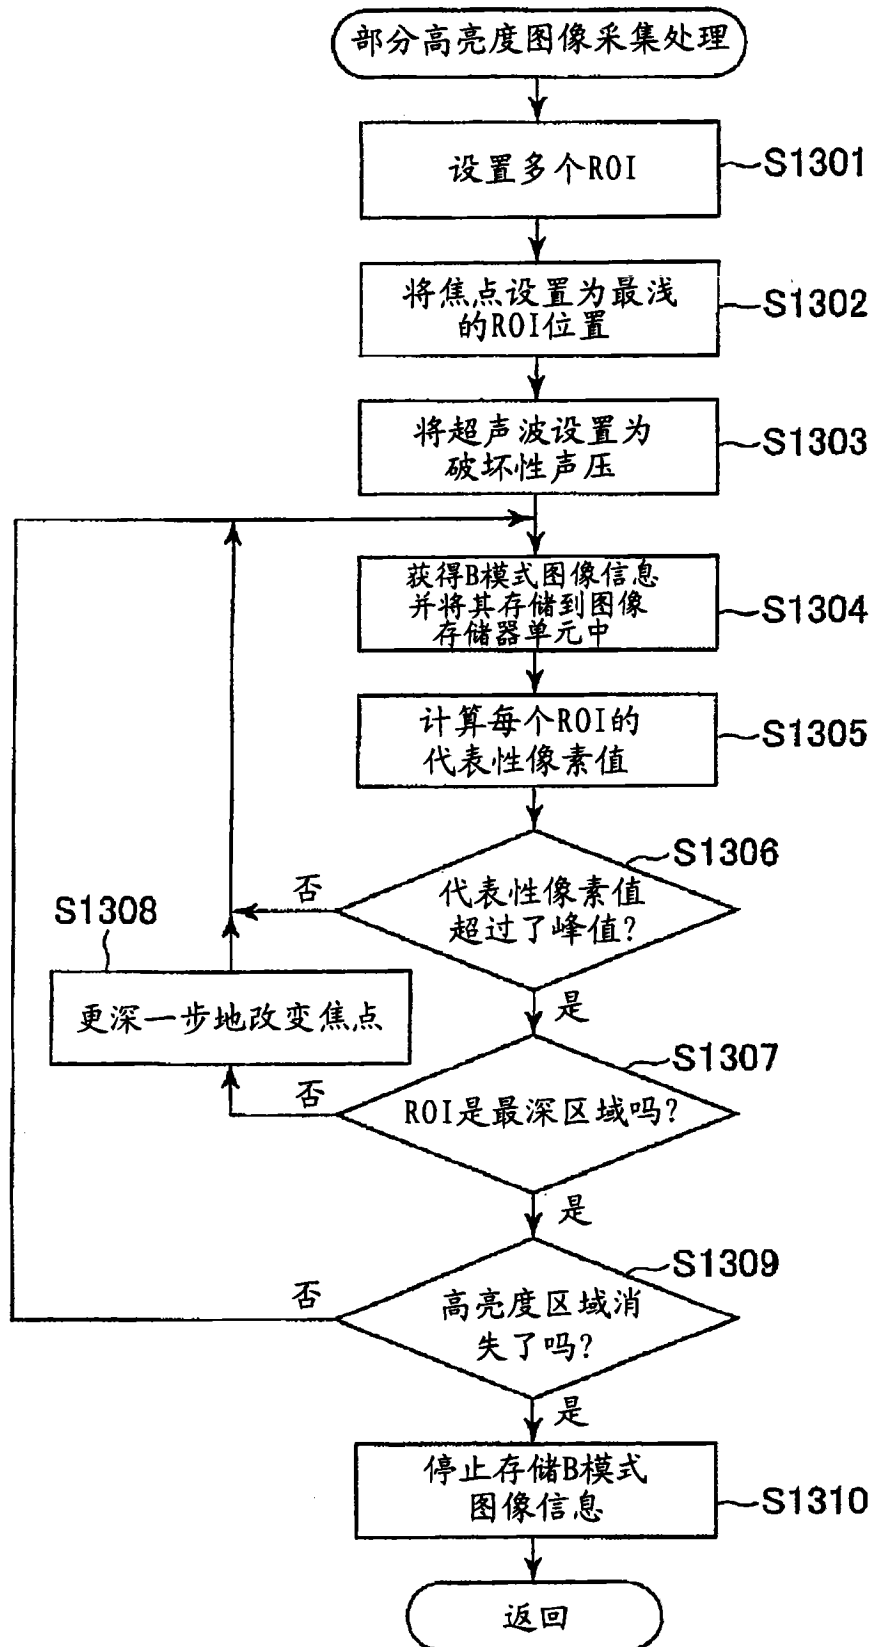 部分高亮度图像采集处理
设置多个ROI
S1301
将焦点设置为最浅
的ROI位置
S1302
将超声波设置为
破坏性声压
S1303
获得B模式图像信息
并将其存储到图像
存储器单元中
S1304
计算每个ROI的
代表性像素值
S1305
S1306
代表性像素值
超过了峰值?
否
是
S1308
更深一步地改变焦点
S1307
ROI是最深区域吗?
否
是
S1309
高亮度区域消
失了吗?
否
是
停止存储B模式
图像信息
S1310
返回